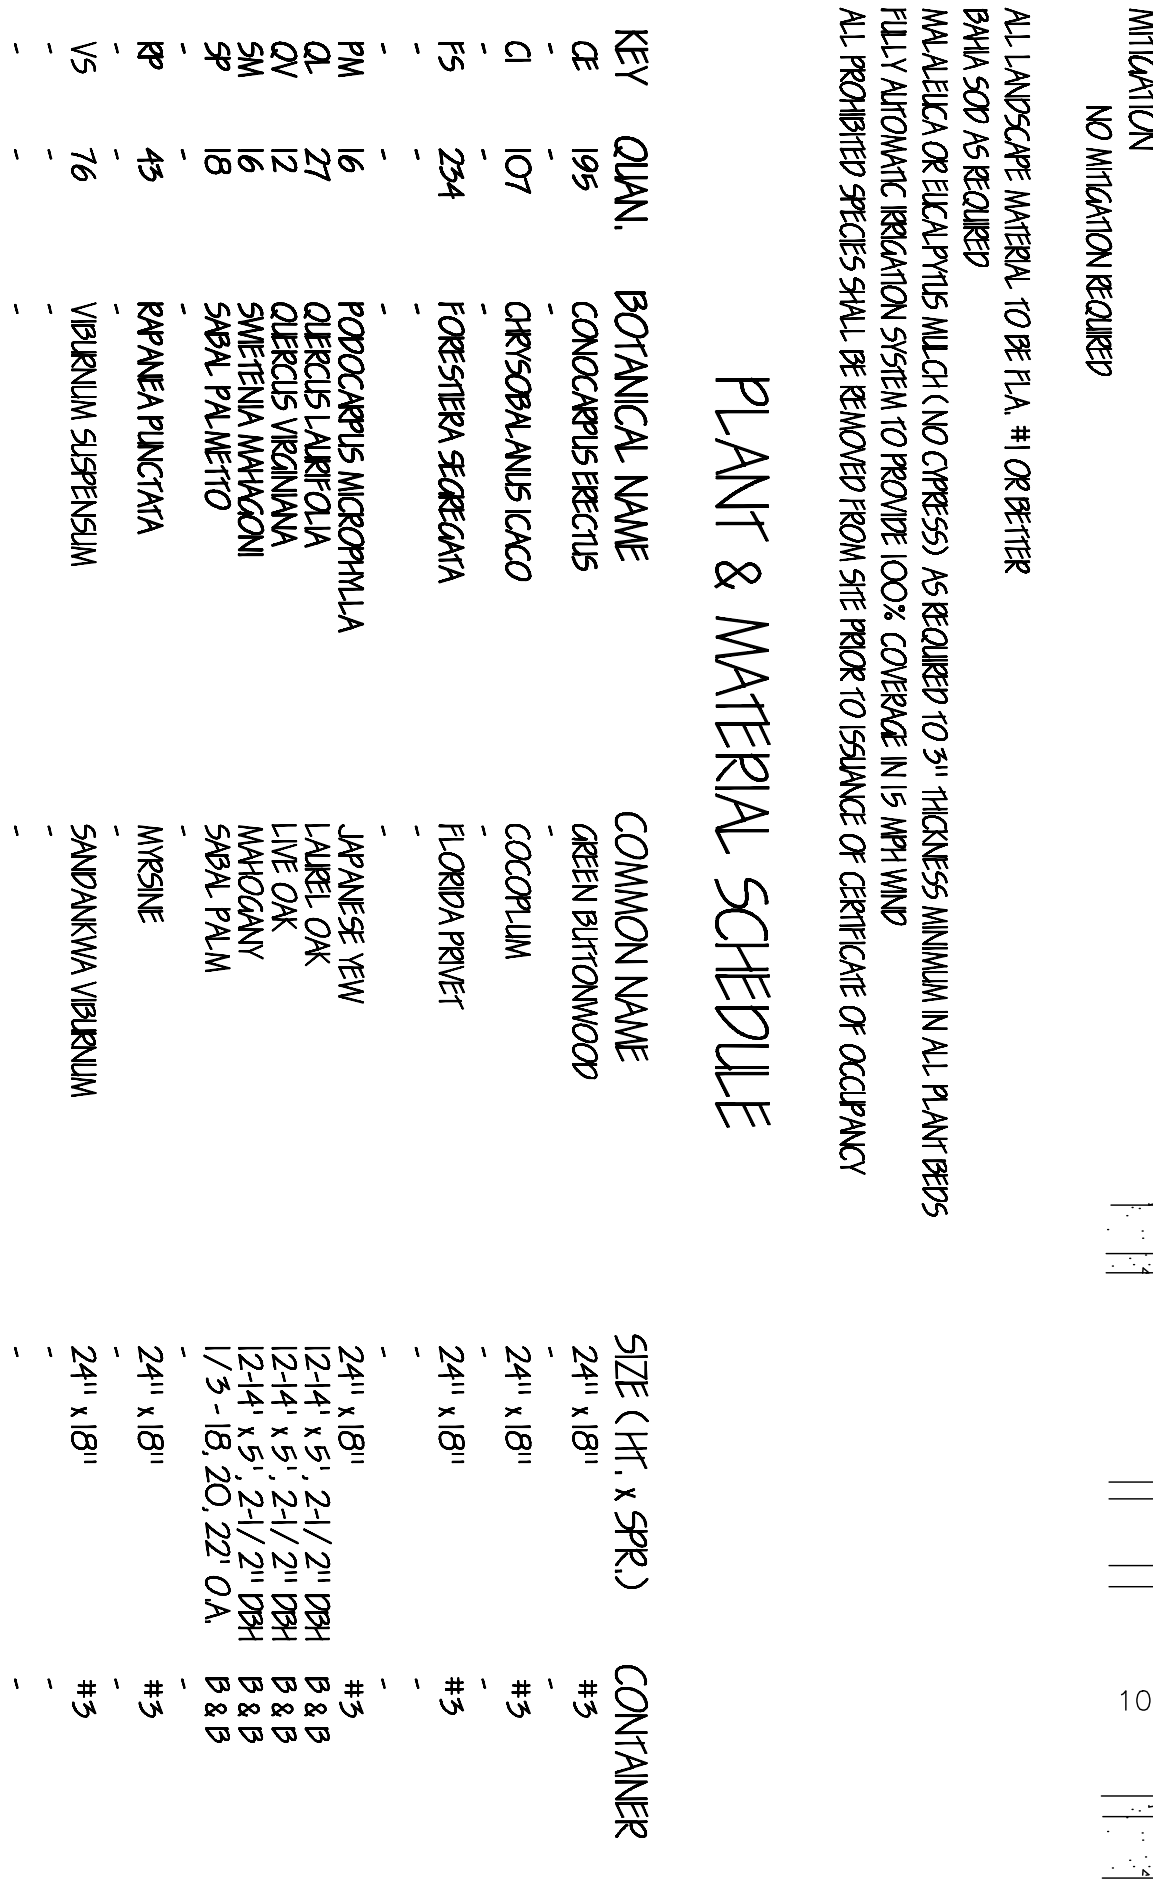 MITIGATION
NO MITIGATION REQUIRED
ALL LANDSCAPE MATERIAL TO BE FLA. #1 OR BETTER
BAHIA SOD AS REQUIRED
MALALEUCA OR EUCALPYTUS MULCH ( NO CYPRESS) AS REQUIRED TO 3" THICKNESS MINIMUM IN ALL PLANT BEDS
FULLY AUTOMATIC IRRIGATION SYSTEM TO PROVIDE 100% COVERAGE IN 15 MPH WIND
ALL PROHIBITED SPECIES SHALL BE REMOVED FROM SITE PRIOR TO ISSUANCE OF CERTIFICATE OF OCCUPANCY
PLANT & MATERIAL SCHEDULE
KEY QUAN. BOTANICAL NAME COMMON NAME SIZE ( HT. x SPR.) CONTAINER
CE 195 CONOCARPUS ERECTUS GREEN BUTTONWOOD 24" x 18" #3
- - - - - -
CI 107 CHRYSOBALANUS ICACO COCOPLUM 24" x 18" #3
- - - - - -
FS 234 FORESTIERA SEGREGATA FLORIDA PRIVET 24" x 18" #3
- - - - - -
- - - - - -
PM 16 PODOCARPUS MICROPHYLLA JAPANESE YEW 24" x 18" #3
QL 27 QUERCUS LAURIFOLIA LAUREL OAK 12-14' x 5', 2-1/2" DBH B & B
QV 12 QUERCUS VIRGINIANA LIVE OAK 12-14' x 5', 2-1/2" DBH B & B
SM 16 SWIETENIA MAHAGONI MAHOGANY 12-14' x 5', 2-1/2" DBH B & B
SP 18 SABAL PALMETTO SABAL PALM 1/3 - 18, 20, 22' O.A. B & B
- - - - - -
RP 43 RAPANEA PUNCTATA MYRSINE 24" x 18" #3
- - - - - -
VS 76 VIBURNUM SUSPENSUM SANDANKWA VIBURNUM 24" x 18" #3
- - - - - -
- - - - - -
10